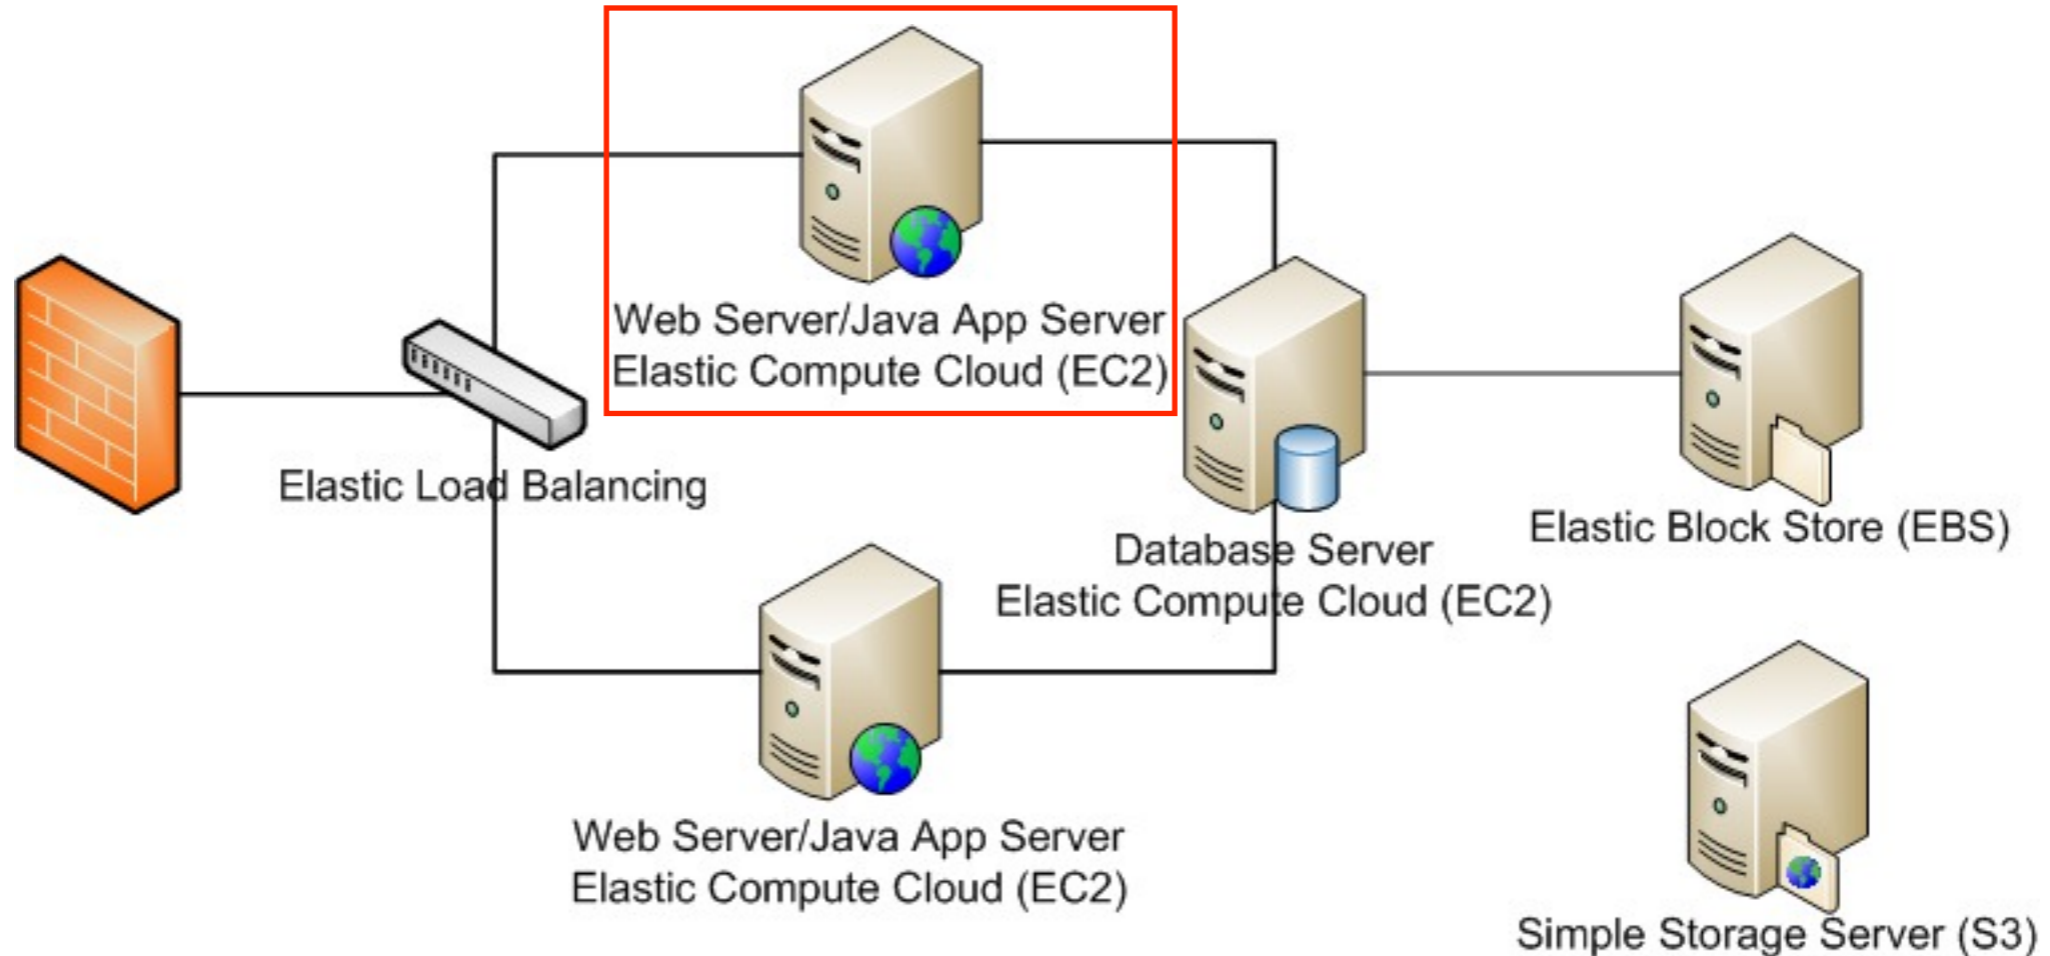 Web Server/Java App Server
Elastic Compute Cloud (EC2)
Elastic Load Balancing
Database Server
Elastic Compute Cloud (EC2)
Elastic Block Store (EBS)
Web Server/Java App Server
Elastic Compute Cloud (EC2)
Simple Storage Server (S3)